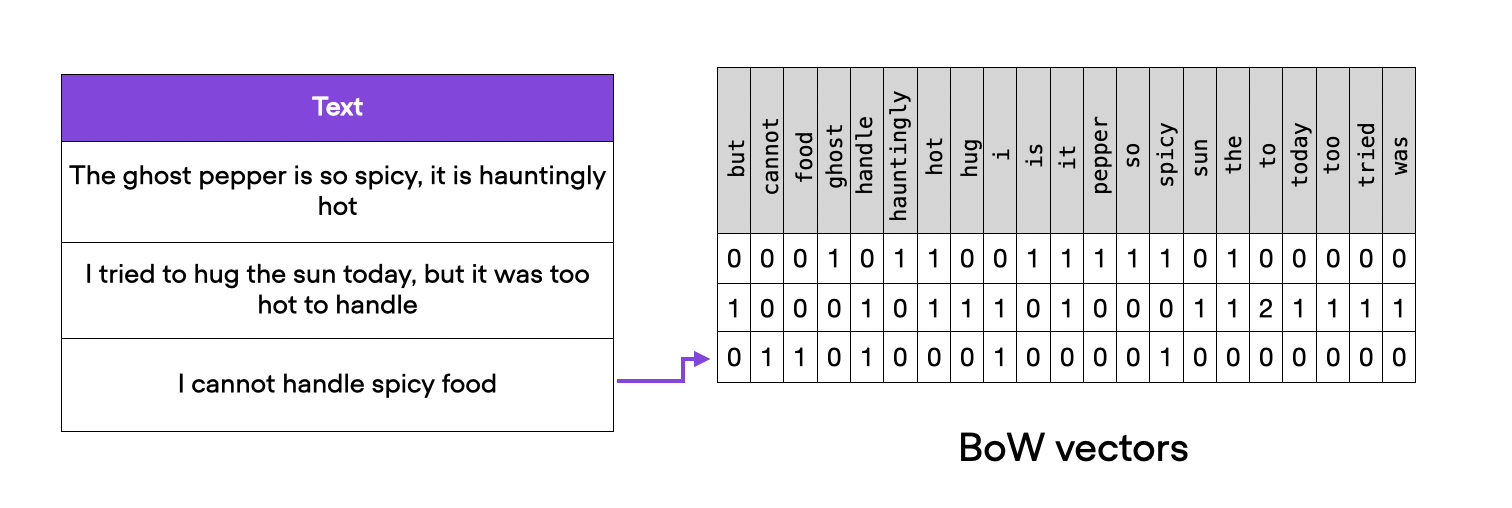 Text
The ghost pepper is so spicy, it is hauntingly
hot
I tried to hug the sun today, but it was too
hot to handle
I cannot handle spicy food
but cannot food ghost handle hauntingly hot hug i is it pepper so spicy sun the to today too tried was
0 0 0 1 0 1 1 0 0 1 1 1 1 1 0 1 0 0 0 0 0
1 0 0 0 1 0 1 1 1 0 1 0 0 0 1 1 2 1 1 1 1
0 1 1 0 1 0 0 0 1 0 0 0 0 1 0 0 0 0 0 0 0
BoW vectors